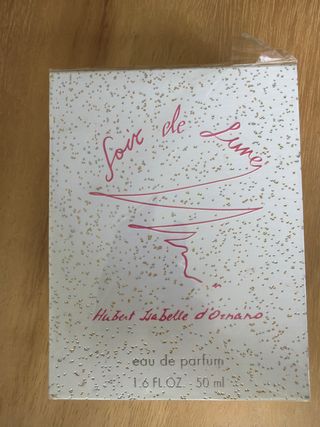 Soir de Lune
Hubert Isabelle d'Ornano
eau de parfum
1.6 FL.OZ. - 50 ml